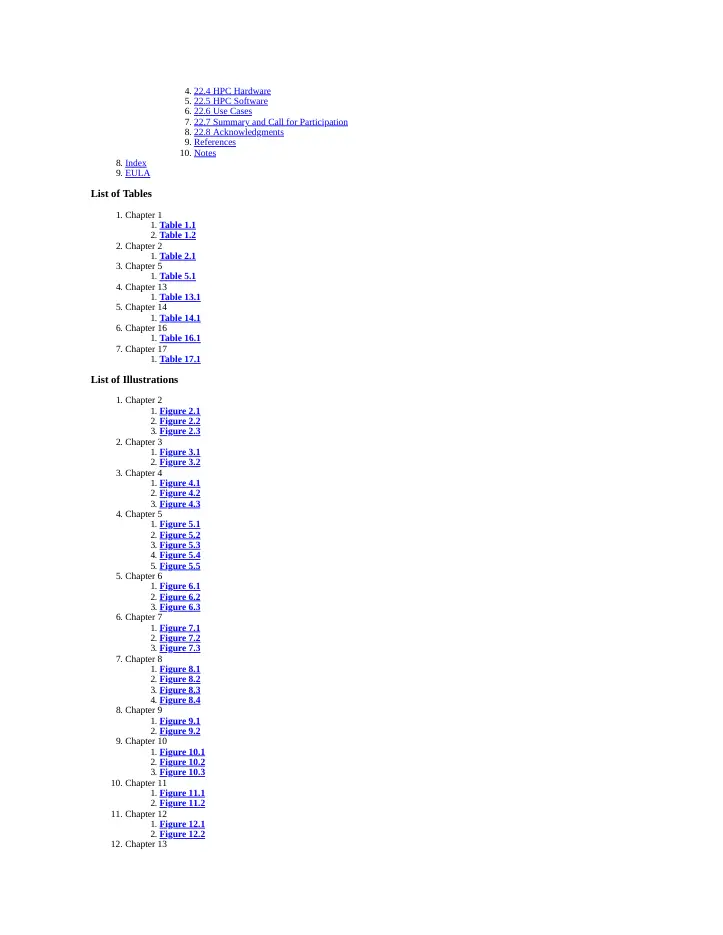 4. 22.4 HPC Hardware
5. 22.5 HPC Software
6. 22.6 Use Cases
7. 22.7 Summary and Call for Participation
8. 22.8 Acknowledgments
9. References
10. Notes
8. Index
9. EULA
List of Tables
1. Chapter 1
1. Table 1.1
2. Table 1.2
2. Chapter 2
1. Table 2.1
3. Chapter 5
1. Table 5.1
4. Chapter 13
1. Table 13.1
5. Chapter 14
1. Table 14.1
6. Chapter 16
1. Table 16.1
7. Chapter 17
1. Table 17.1
List of Illustrations
1. Chapter 2
1. Figure 2.1
2. Figure 2.2
3. Figure 2.3
2. Chapter 3
1. Figure 3.1
2. Figure 3.2
3. Chapter 4
1. Figure 4.1
2. Figure 4.2
3. Figure 4.3
4. Chapter 5
1. Figure 5.1
2. Figure 5.2
3. Figure 5.3
4. Figure 5.4
5. Figure 5.5
5. Chapter 6
1. Figure 6.1
2. Figure 6.2
3. Figure 6.3
6. Chapter 7
1. Figure 7.1
2. Figure 7.2
3. Figure 7.3
7. Chapter 8
1. Figure 8.1
2. Figure 8.2
3. Figure 8.3
4. Figure 8.4
8. Chapter 9
1. Figure 9.1
2. Figure 9.2
9. Chapter 10
1. Figure 10.1
2. Figure 10.2
3. Figure 10.3
10. Chapter 11
1. Figure 11.1
2. Figure 11.2
11. Chapter 12
1. Figure 12.1
2. Figure 12.2
12. Chapter 13